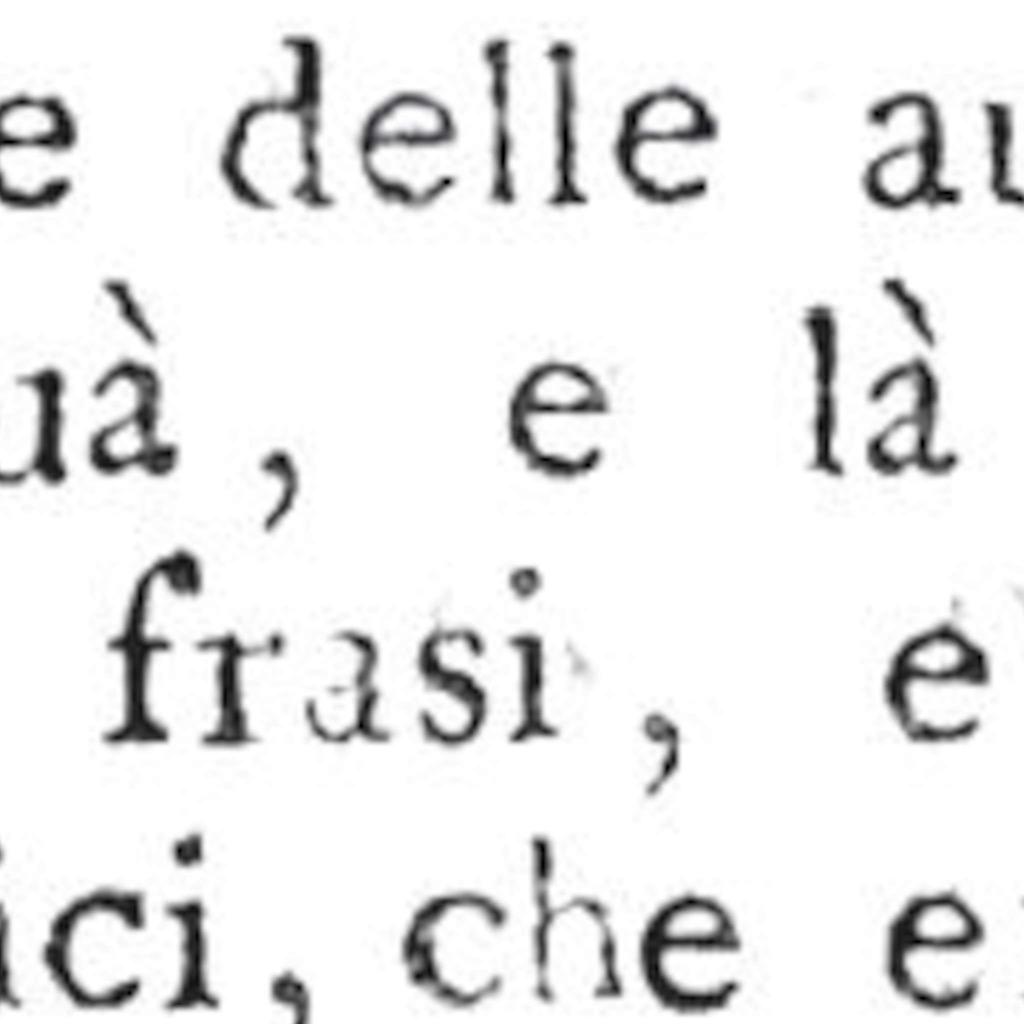 e delle au
uà, e là
frasi, e
ici, che e